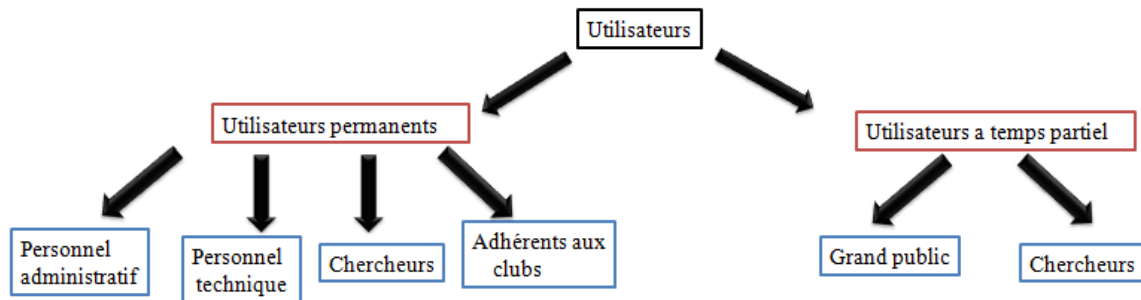 Utilisateurs
Utilisateurs permanents
Utilisateurs a temps partiel
Personnel
administratif
Personnel
technique
Chercheurs
Adhérents aux
clubs
Grand public
Chercheurs